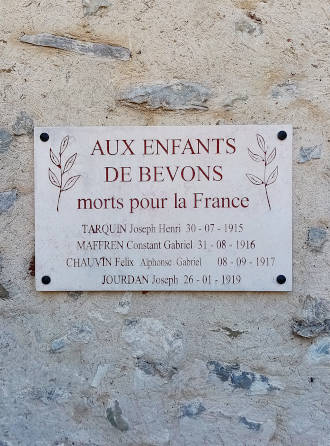 AUX ENFANTS
DE BEVONS
morts pour la France
TARQUIN Joseph Henri 30 - 07 - 1915
MAFFREN Constant Gabriel 31 - 08 - 1916
CHAUVIN Felix Alphonse Gabriel 08 - 09 - 1917
JOURDAN Joseph 26 - 01 - 1919